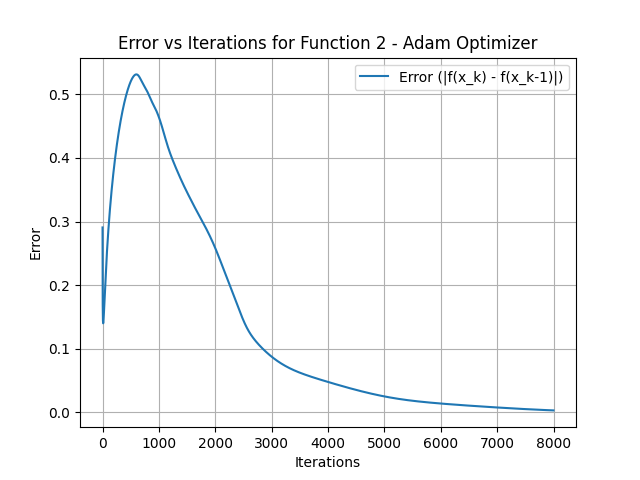 Error vs Iterations for Function 2 - Adam Optimizer
Error (|f(x_k) - f(x_k-1)|)
Error
0.5
0.4
0.3
0.2
0.1
0.0
0 1000 2000 3000 4000 5000 6000 7000 8000
Iterations